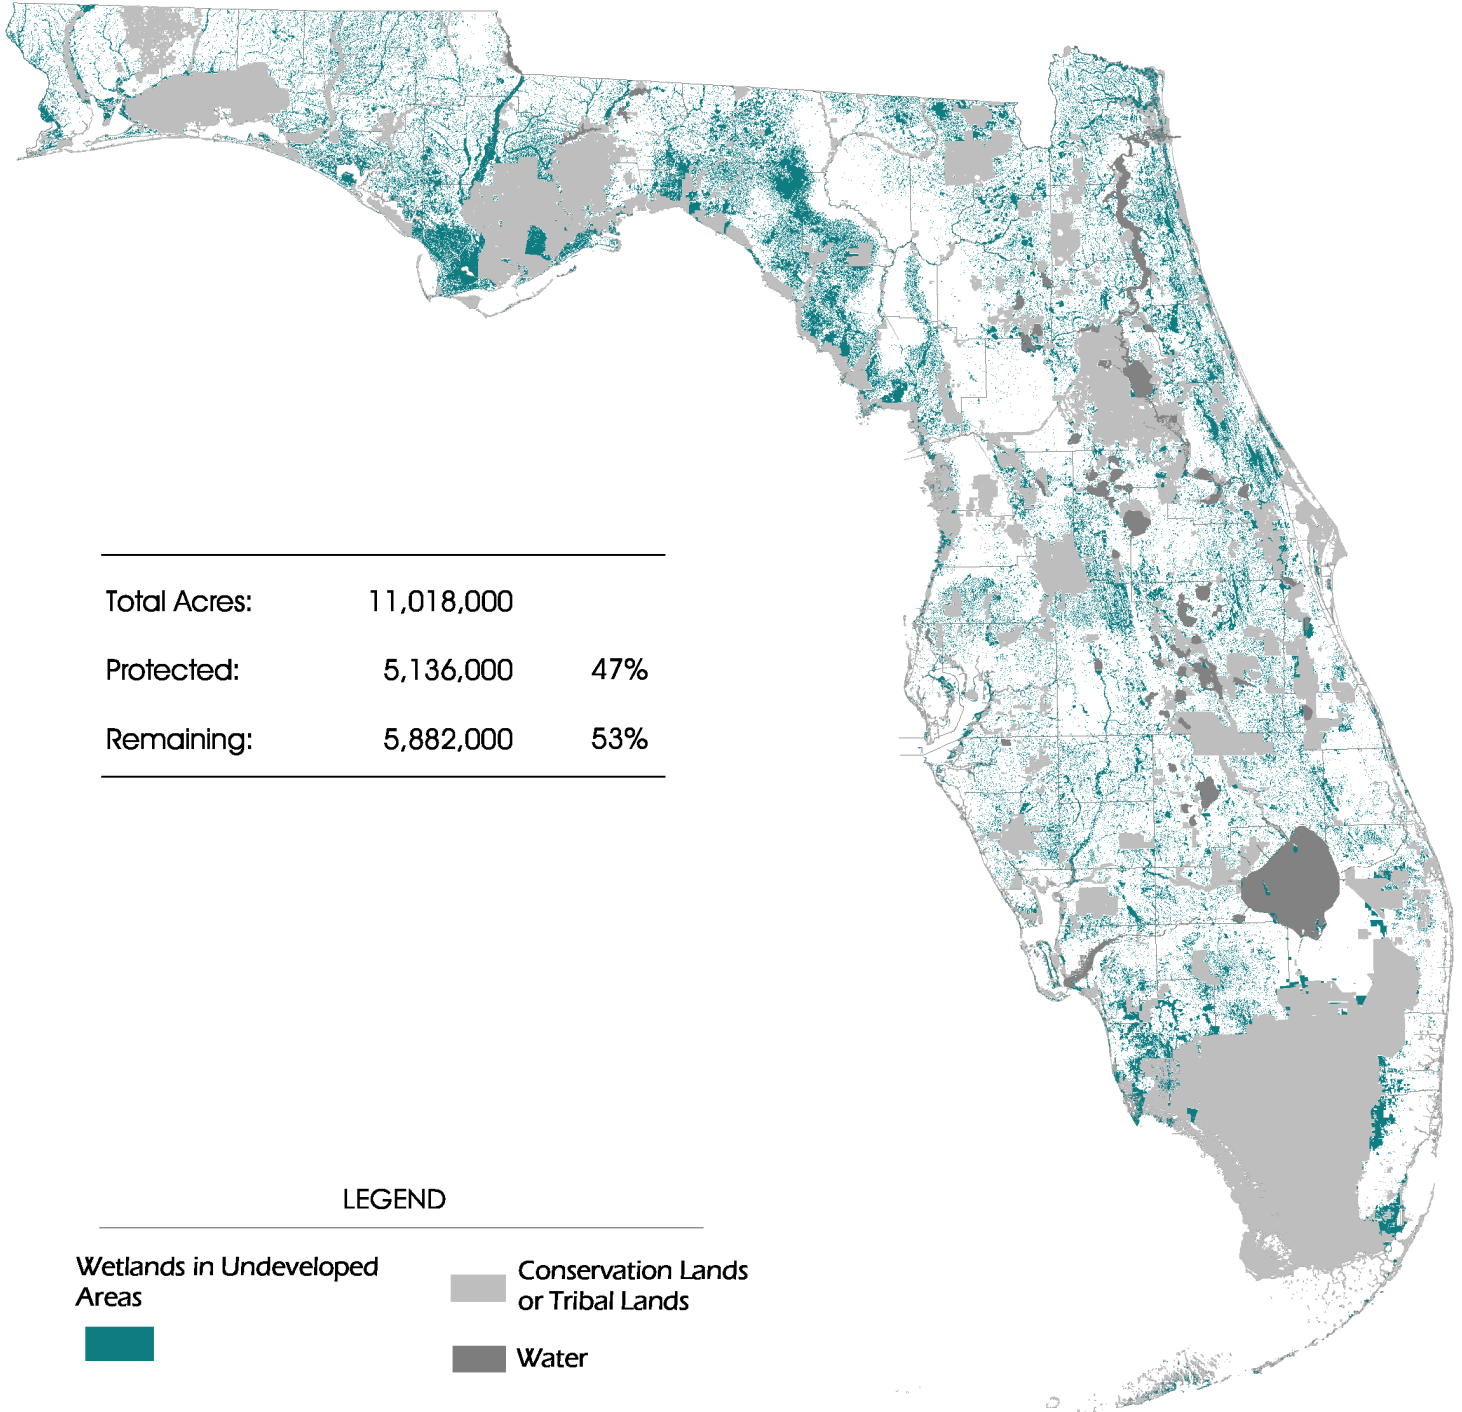 Total Acres: 11,018,000
Protected: 5,136,000 47%
Remaining: 5,882,000 53%
LEGEND
Wetlands in Undeveloped
Areas
Conservation Lands
or Tribal Lands
Water